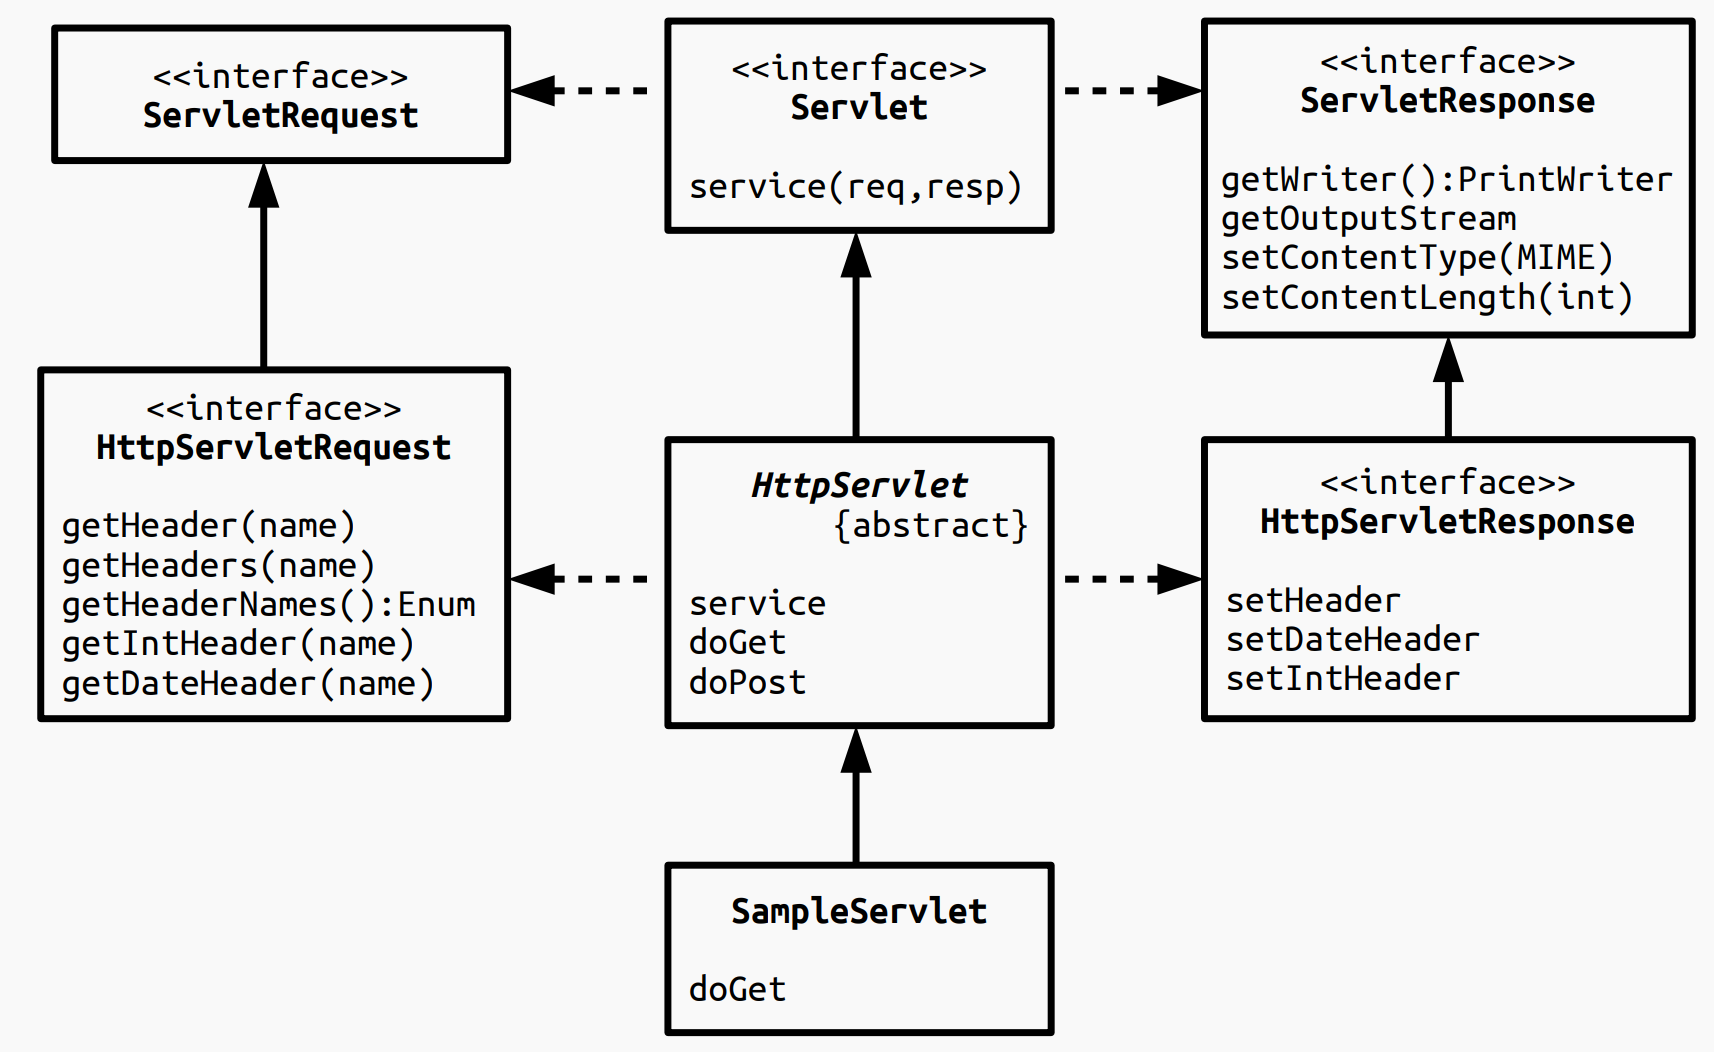 <<interface>>
ServletRequest
<<interface>>
Servlet
service(req,resp)
<<interface>>
ServletResponse
getWriter():PrintWriter
getOutputStream
setContentType(MIME)
setContentLength(int)
<<interface>>
HttpServletRequest
getHeader(name)
getHeaders(name)
getHeaderNames():Enum
getIntHeader(name)
getDateHeader(name)
HttpServlet
{abstract}
service
doGet
doPost
<<interface>>
HttpServletResponse
setHeader
setDateHeader
setIntHeader
SampleServlet
doGet